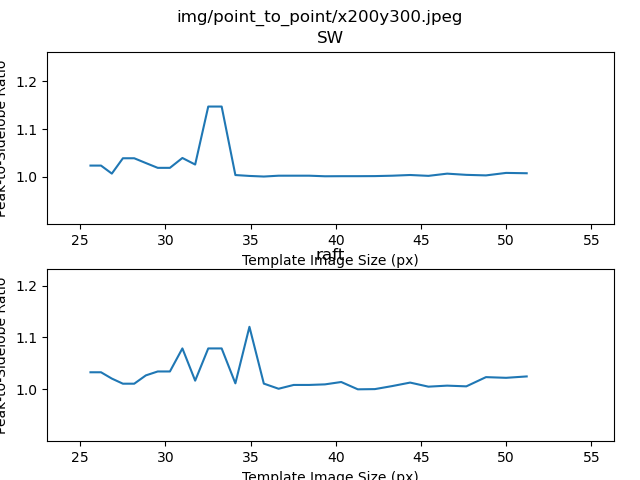 img/point_to_point/x200y300.jpeg
SW
Peak-to-Sidelobe Ratio
1.2
1.1
1.0
25 30 35 40 45 50 55
Template Image Size (px)
raft
Peak-to-Sidelobe Ratio
1.2
1.1
1.0
25 30 35 40 45 50 55
Template Image Size (px)